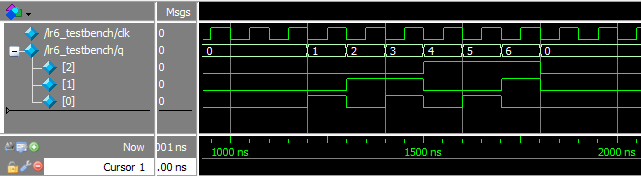 Msgs
/lr6_testbench/clk 0
/lr6_testbench/q 0 0 1 2 3 4 5 6 0
[2] 0
[1] 0
[0] 0
Now 001 ns 1000 ns 1500 ns 2000 ns
Cursor 1 .00 ns